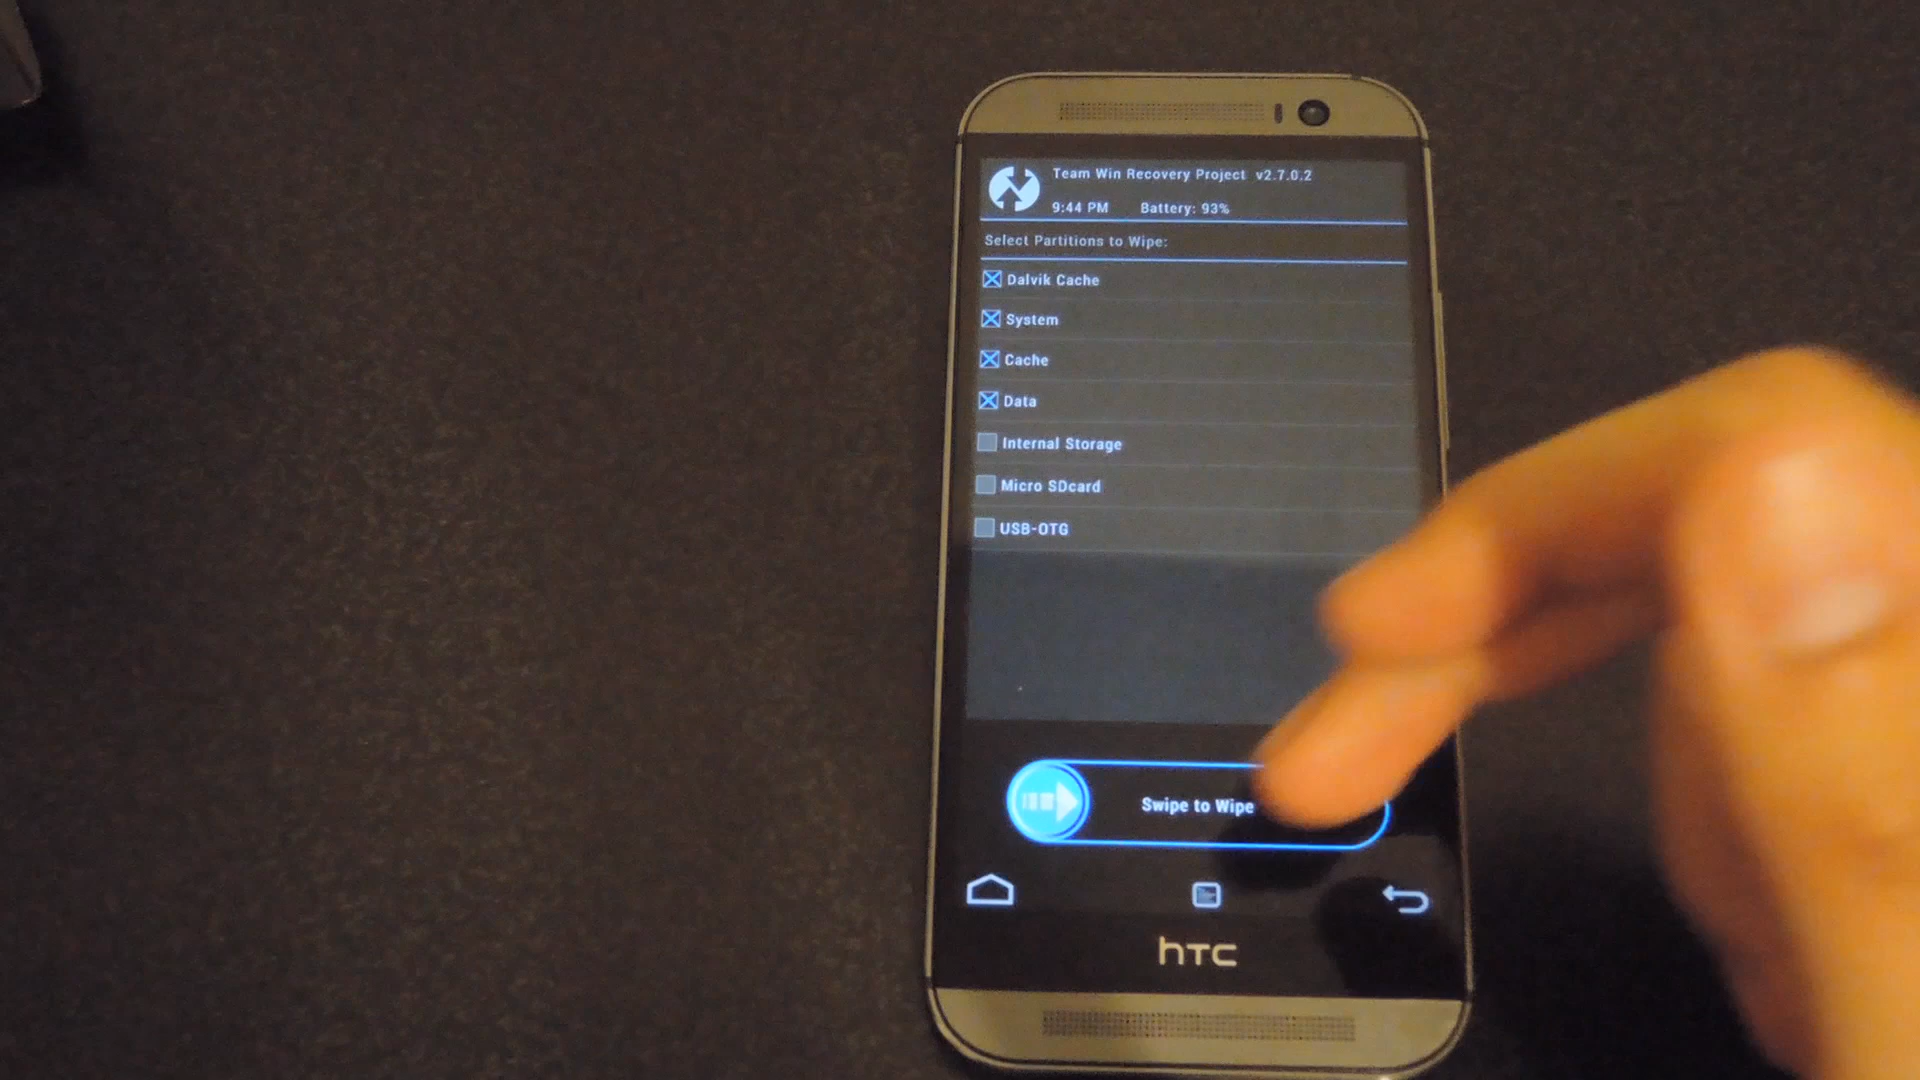 Team Win Recovery Project v2.7.0.2
9:44 PM Battery: 93%
Select Partitions to Wipe:
Dalvik Cache
System
Cache
Data
Internal Storage
Micro SDcard
USB-OTG
Swipe to Wipe
hTC